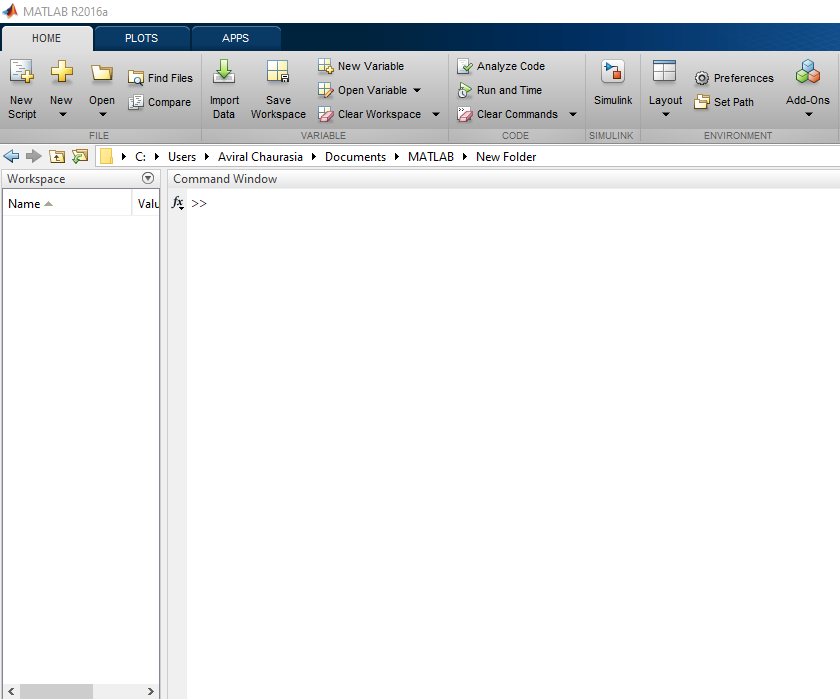 MATLAB R2016a
HOME PLOTS APPS
New Script
New
Open
Find Files
Compare
FILE
Import Data
Save Workspace
New Variable
Open Variable
Clear Workspace
VARIABLE
Analyze Code
Run and Time
Clear Commands
CODE
Simulink
SIMULINK
Layout
Preferences
Set Path
Add-Ons
ENVIRONMENT
C: Users Aviral Chaurasia Documents MATLAB New Folder
Workspace
Name Valu
Command Window
fx >>